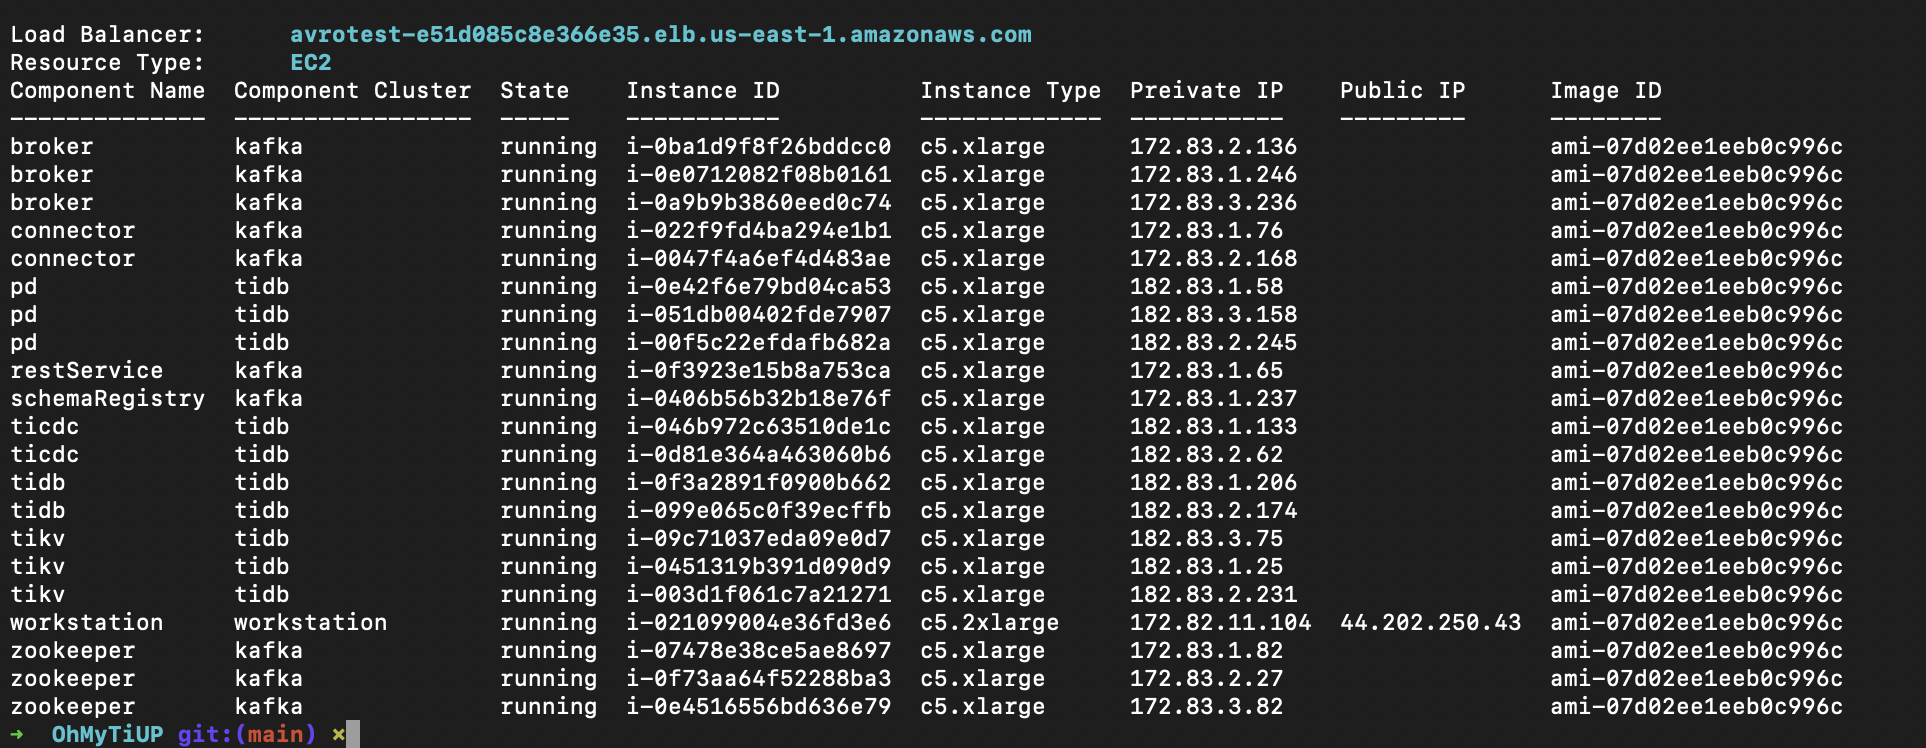 Load Balancer:      avrotest-e51d085c8e366e35.elb.us-east-1.amazonaws.com
Resource Type:      EC2
Component Name  Component Cluster  State    Instance ID          Instance Type  Preivate IP    Public IP      Image ID
--------------  -----------------  -----    -----------          -------------  -----------    ---------      --------
broker          kafka              running  i-0ba1d9f8f26bddcc0  c5.xlarge      172.83.2.136                  ami-07d02ee1eeb0c996c
broker          kafka              running  i-0e0712082f08b0161  c5.xlarge      172.83.1.246                  ami-07d02ee1eeb0c996c
broker          kafka              running  i-0a9b9b3860eed0c74  c5.xlarge      172.83.3.236                  ami-07d02ee1eeb0c996c
connector       kafka              running  i-022f9fd4ba294e1b1  c5.xlarge      172.83.1.76                   ami-07d02ee1eeb0c996c
connector       kafka              running  i-0047f4a6ef4d483ae  c5.xlarge      172.83.2.168                  ami-07d02ee1eeb0c996c
pd              tidb               running  i-0e42f6e79bd04ca53  c5.xlarge      182.83.1.58                   ami-07d02ee1eeb0c996c
pd              tidb               running  i-051db00402fde7907  c5.xlarge      182.83.3.158                  ami-07d02ee1eeb0c996c
pd              tidb               running  i-00f5c22efdafb682a  c5.xlarge      182.83.2.245                  ami-07d02ee1eeb0c996c
restService     kafka              running  i-0f3923e15b8a753ca  c5.xlarge      172.83.1.65                   ami-07d02ee1eeb0c996c
schemaRegistry  kafka              running  i-0406b56b32b18e76f  c5.xlarge      172.83.1.237                  ami-07d02ee1eeb0c996c
ticdc           tidb               running  i-046b972c63510de1c  c5.xlarge      182.83.1.133                  ami-07d02ee1eeb0c996c
ticdc           tidb               running  i-0d81e364a463060b6  c5.xlarge      182.83.2.62                   ami-07d02ee1eeb0c996c
tidb            tidb               running  i-0f3a2891f0900b662  c5.xlarge      182.83.1.206                  ami-07d02ee1eeb0c996c
tidb            tidb               running  i-099e065c0f39ecffb  c5.xlarge      182.83.2.174                  ami-07d02ee1eeb0c996c
tikv            tidb               running  i-09c71037eda09e0d7  c5.xlarge      182.83.3.75                   ami-07d02ee1eeb0c996c
tikv            tidb               running  i-0451319b391d090d9  c5.xlarge      182.83.1.25                   ami-07d02ee1eeb0c996c
tikv            tidb               running  i-003d1f061c7a21271  c5.xlarge      182.83.2.231                  ami-07d02ee1eeb0c996c
workstation     workstation        running  i-021099004e36fd3e6  c5.2xlarge     172.82.11.104  44.202.250.43  ami-07d02ee1eeb0c996c
zookeeper       kafka              running  i-07478e38ce5ae8697  c5.xlarge      172.83.1.82                   ami-07d02ee1eeb0c996c
zookeeper       kafka              running  i-0f73aa64f52288ba3  c5.xlarge      172.83.2.27                   ami-07d02ee1eeb0c996c
zookeeper       kafka              running  i-0e4516556bd636e79  c5.xlarge      172.83.3.82                   ami-07d02ee1eeb0c996c
➜  OhMyTiUP git:(main) ✗